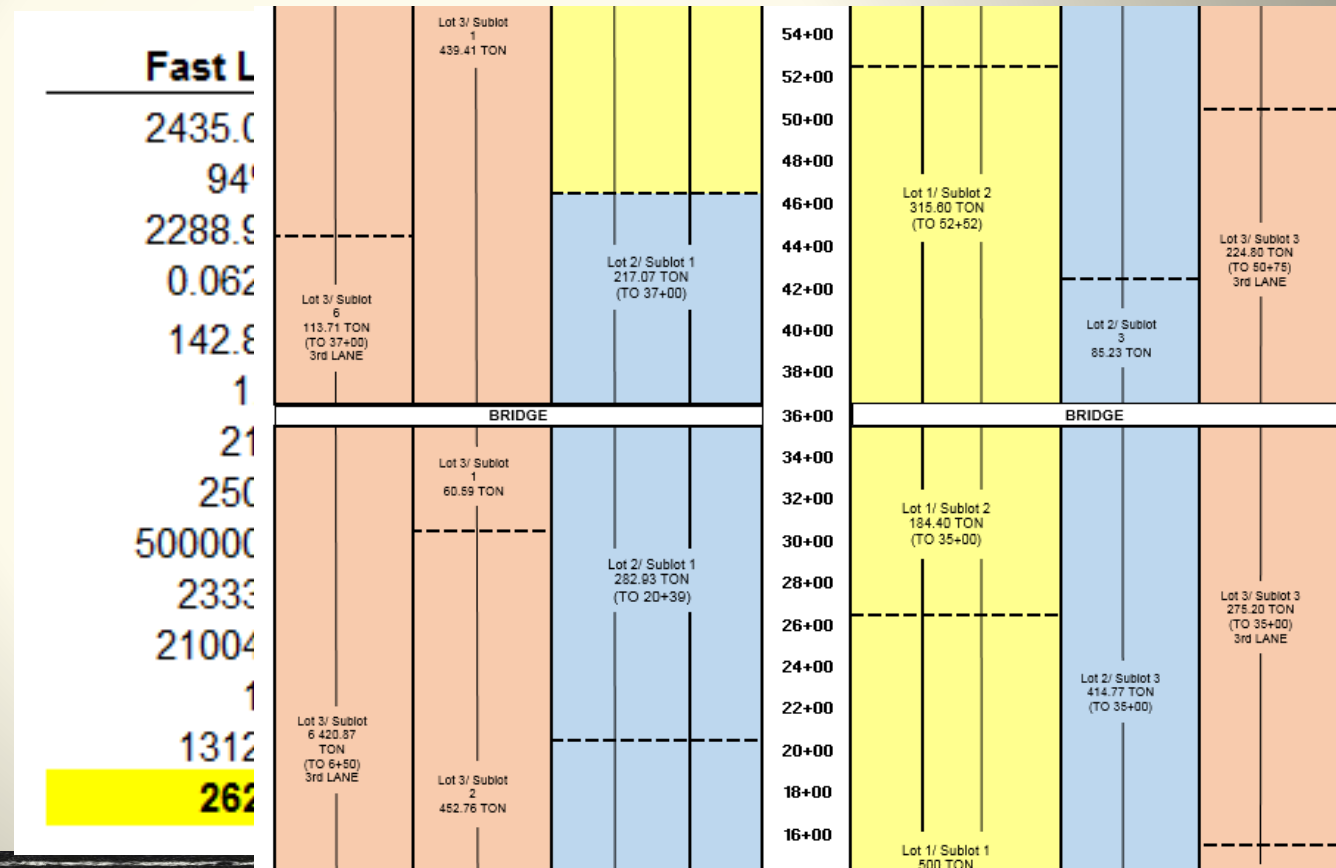 Fast L
2435.0
94
2288.9
0.062
142.8
1
21
250
500000
2333
21004
1
1312
262
Lot 3/ Sublot
1
439.41 TON
Lot 3/ Sublot
6
113.71 TON
(TO 37+00)
3rd LANE
Lot 2/ Sublot 1
217.07 TON
(TO 37+00)
BRIDGE
Lot 3/ Sublot
1
60.59 TON
Lot 2/ Sublot 1
282.93 TON
(TO 20+39)
Lot 3/ Sublot
6 420.87
TON
(TO 6+50)
3rd LANE
Lot 3/ Sublot
2
452.76 TON
54+00
52+00
50+00
48+00
46+00
44+00
42+00
40+00
38+00
36+00
34+00
32+00
30+00
28+00
26+00
24+00
22+00
20+00
18+00
16+00
Lot 1/ Sublot 2
315.60 TON
(TO 52+52)
Lot 3/ Sublot 3
224.80 TON
(TO 50+75)
3rd LANE
Lot 2/ Sublot
3
85.23 TON
BRIDGE
Lot 1/ Sublot 2
184.40 TON
(TO 35+00)
Lot 3/ Sublot 3
275.20 TON
(TO 35+00)
3rd LANE
Lot 2/ Sublot 3
414.77 TON
(TO 35+00)
Lot 1/ Sublot 1
500 TON